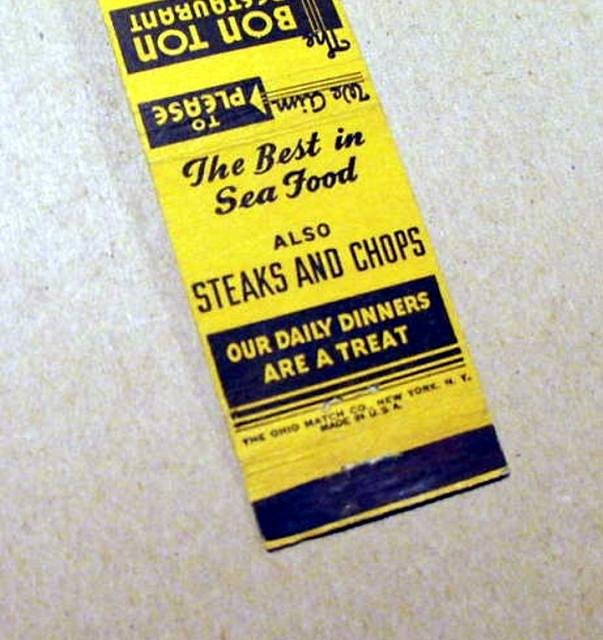 The
BON TON
RESTAURANT
We Aim
TO
PLEASE
The Best in
Sea Food
ALSO
STEAKS AND CHOPS
OUR DAILY DINNERS
ARE A TREAT
THE OHIO MATCH CO., NEW YORK, N. Y.
MADE IN U.S.A.